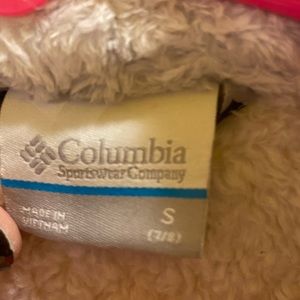 Columbia
Sportswear Company
S
MADE IN
VIETNAM
(7/8)